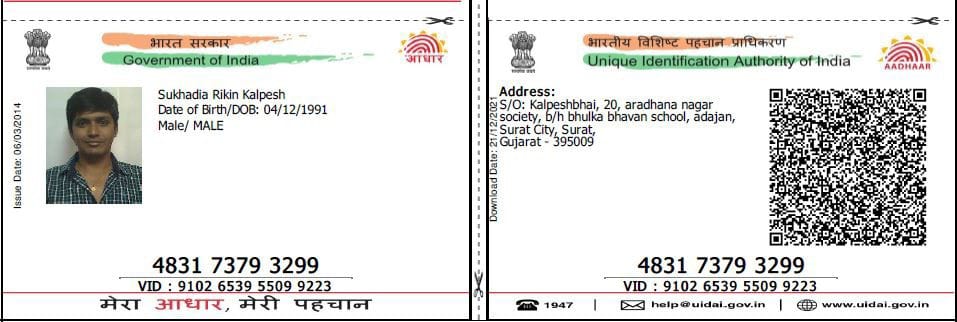 भारत सरकार
Government of India
आधार
Issue Date: 06/03/2014
Sukhadia Rikin Kalpesh
Date of Birth/DOB: 04/12/1991
Male/ MALE
4831 7379 3299
VID : 9102 6539 5509 9223
मेरा आधार, मेरी पहचान
भारतीय विशिष्ट पहचान प्राधिकरण
Unique Identification Authority of India
AADHAAR
Download Date: 21/12/2021
Address:
S/O: Kalpeshbhai, 20, aradhana nagar
society, b/h bhulka bhavan school, adajan,
Surat City, Surat,
Gujarat - 395009
4831 7379 3299
VID : 9102 6539 5509 9223
1947 | help@uidai.gov.in | www.uidai.gov.in